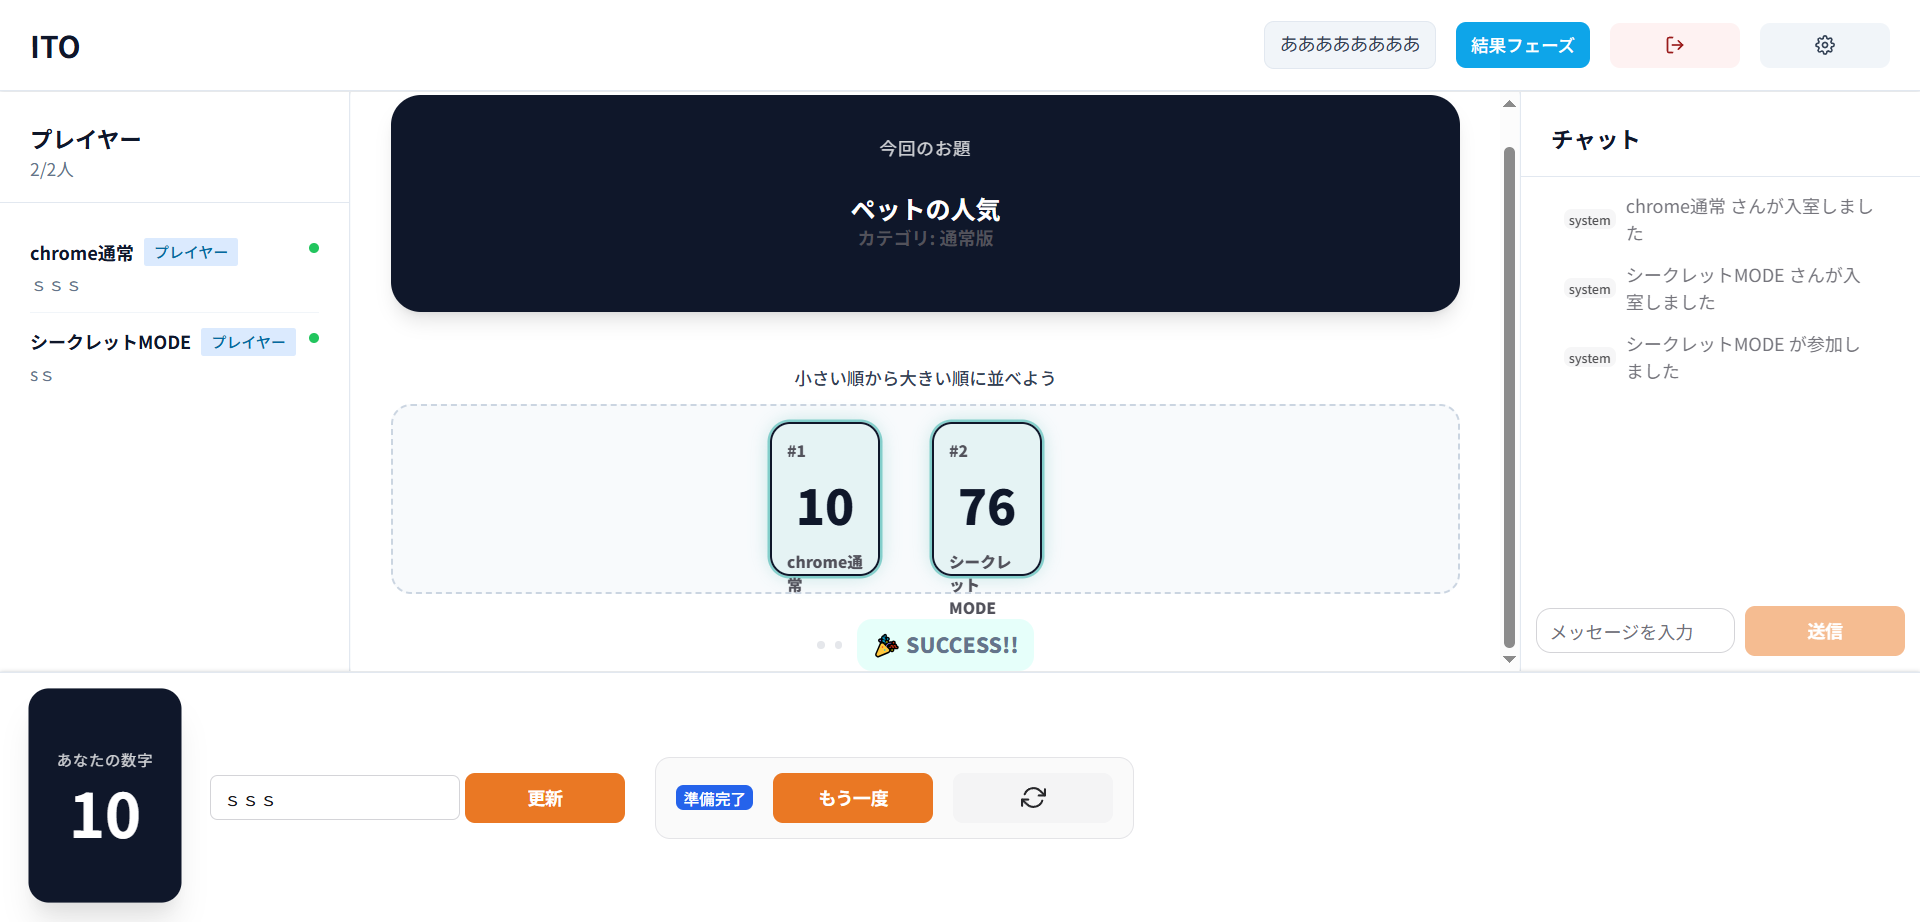 ITO
ああああああああ
結果フェーズ
プレイヤー
2/2人
chrome通常 プレイヤー
ｓｓｓ
シークレットMODE プレイヤー
sｓ
今回のお題
ペットの人気
カテゴリ: 通常版
小さい順から大きい順に並べよう
#1
10
chrome通
常
#2
76
シークレ
ット
MODE
🎉 SUCCESS!!
チャット
system chrome通常 さんが入室しまし
た
system シークレットMODE さんが入
室しました
system シークレットMODE が参加し
ました
メッセージを入力
送信
あなたの数字
10
ｓｓｓ
更新
準備完了
もう一度